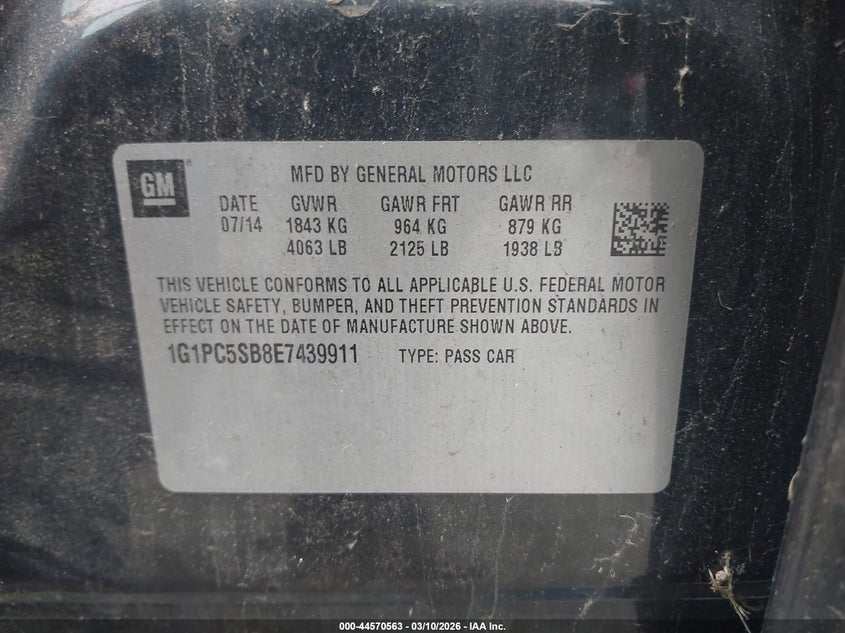 GM
MFD BY GENERAL MOTORS LLC
DATE GVWR GAWR FRT GAWR RR
07/14 1843 KG 964 KG 879 KG
4063 LB 2125 LB 1938 LB
THIS VEHICLE CONFORMS TO ALL APPLICABLE U.S. FEDERAL MOTOR
VEHICLE SAFETY, BUMPER, AND THEFT PREVENTION STANDARDS IN
EFFECT ON THE DATE OF MANUFACTURE SHOWN ABOVE.
1G1PC5SB8E7439911 TYPE: PASS CAR
000-44570563 - 03/10/2026 - IAA Inc.